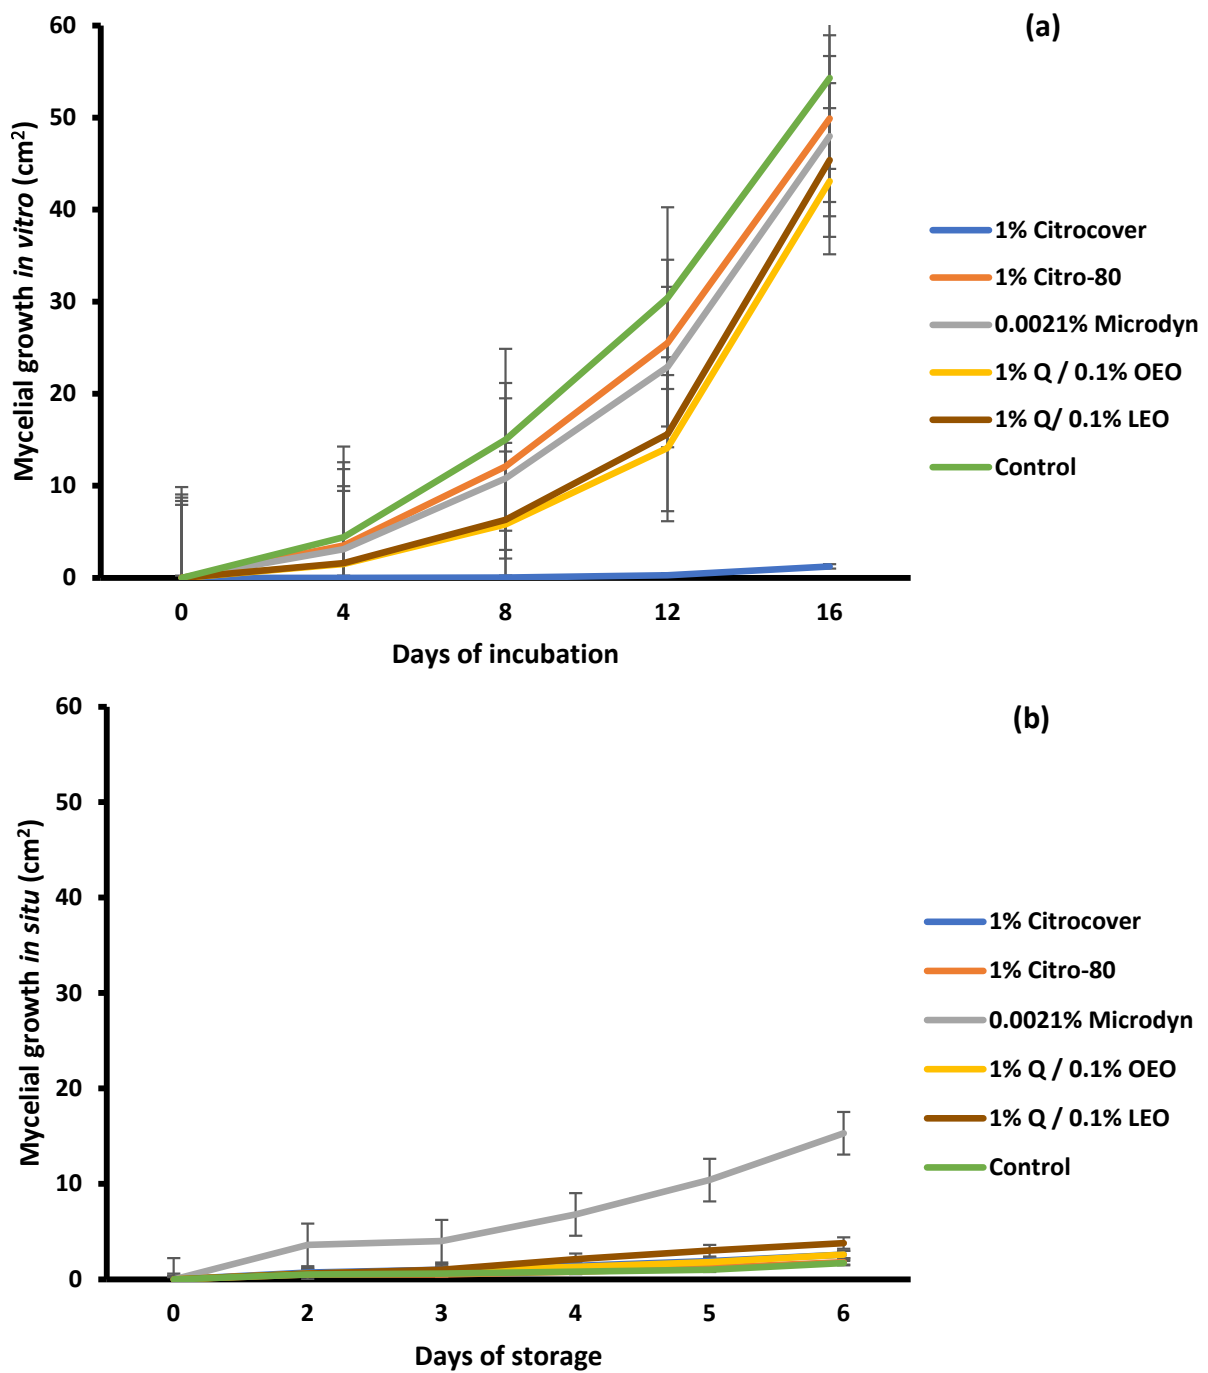 (a)
Mycelial growth in vitro (cm²)
60
50
40
30
20
10
0
0 4 8 12 16
Days of incubation
1% Citrocover
1% Citro-80
0.0021% Microdyn
1% Q / 0.1% OEO
1% Q/ 0.1% LEO
Control
(b)
Mycelial growth in situ (cm²)
60
50
40
30
20
10
0
0 2 3 4 5 6
Days of storage
1% Citrocover
1% Citro-80
0.0021% Microdyn
1% Q / 0.1% OEO
1% Q / 0.1% LEO
Control